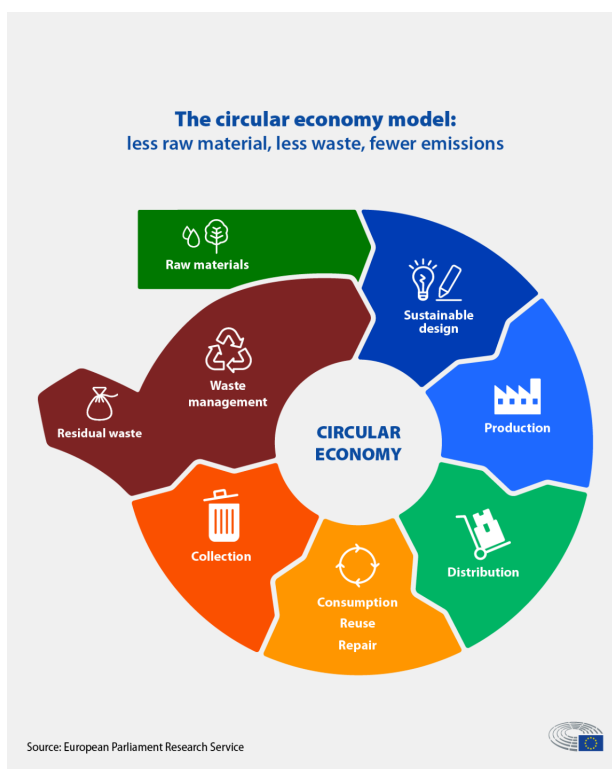 The circular economy model:
less raw material, less waste, fewer emissions
Raw materials
Sustainable
design
Waste
management
Residual waste
Production
CIRCULAR
ECONOMY
Collection
Distribution
Consumption
Reuse
Repair
Source: European Parliament Research Service